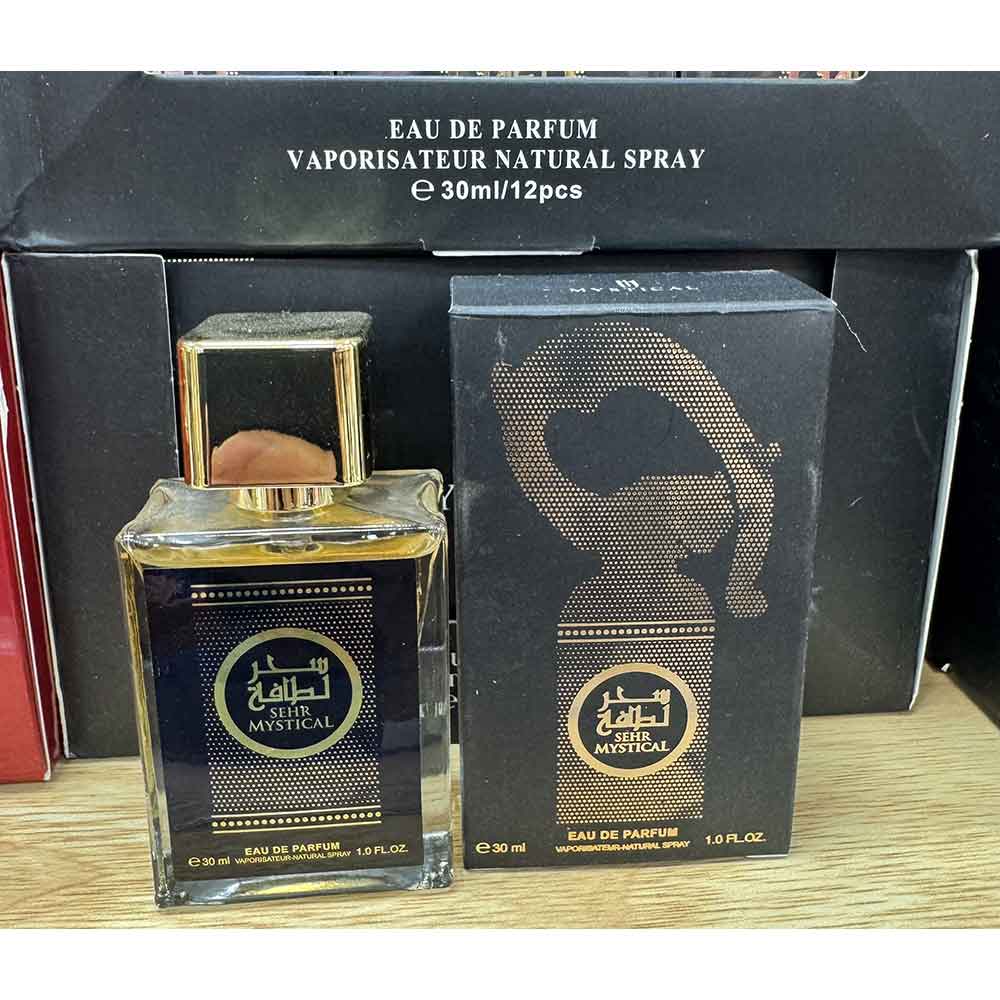 EAU DE PARFUM
VAPORISATEUR NATURAL SPRAY
℮ 30ml/12pcs
MYSTICAL
سحر
لطافة
SEHR
MYSTICAL
EAU DE PARFUM
℮30 ml VAPORISATEUR-NATURAL SPRAY 1.0 FL.OZ.
سحر
لطافة
SEHR
MYSTICAL
EAU DE PARFUM
℮30 ml VAPORISATEUR-NATURAL SPRAY 1.0 FL.OZ.